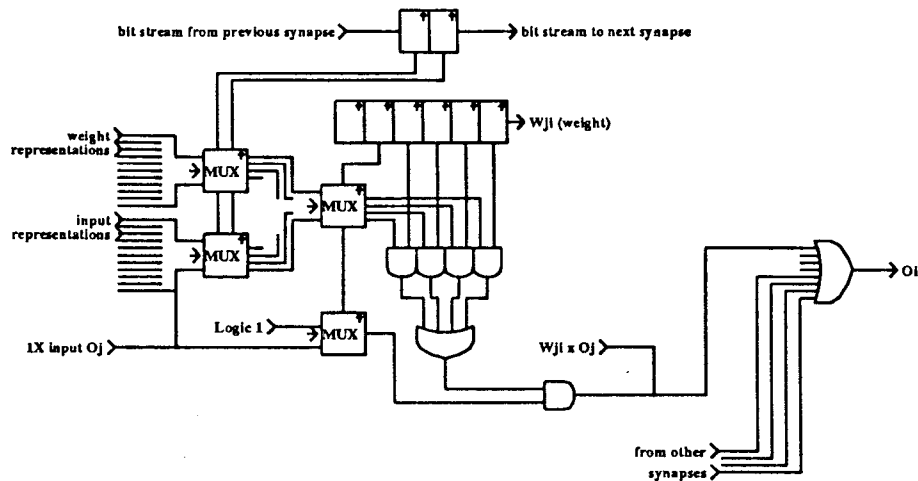 bit stream from previous synapse
bit stream to next synapse
Wji (weight)
weight
representations
MUX
MUX
input
representations
MUX
Logic 1
MUX
1X input Oj
Wji x Oj
Oi
from other
synapses